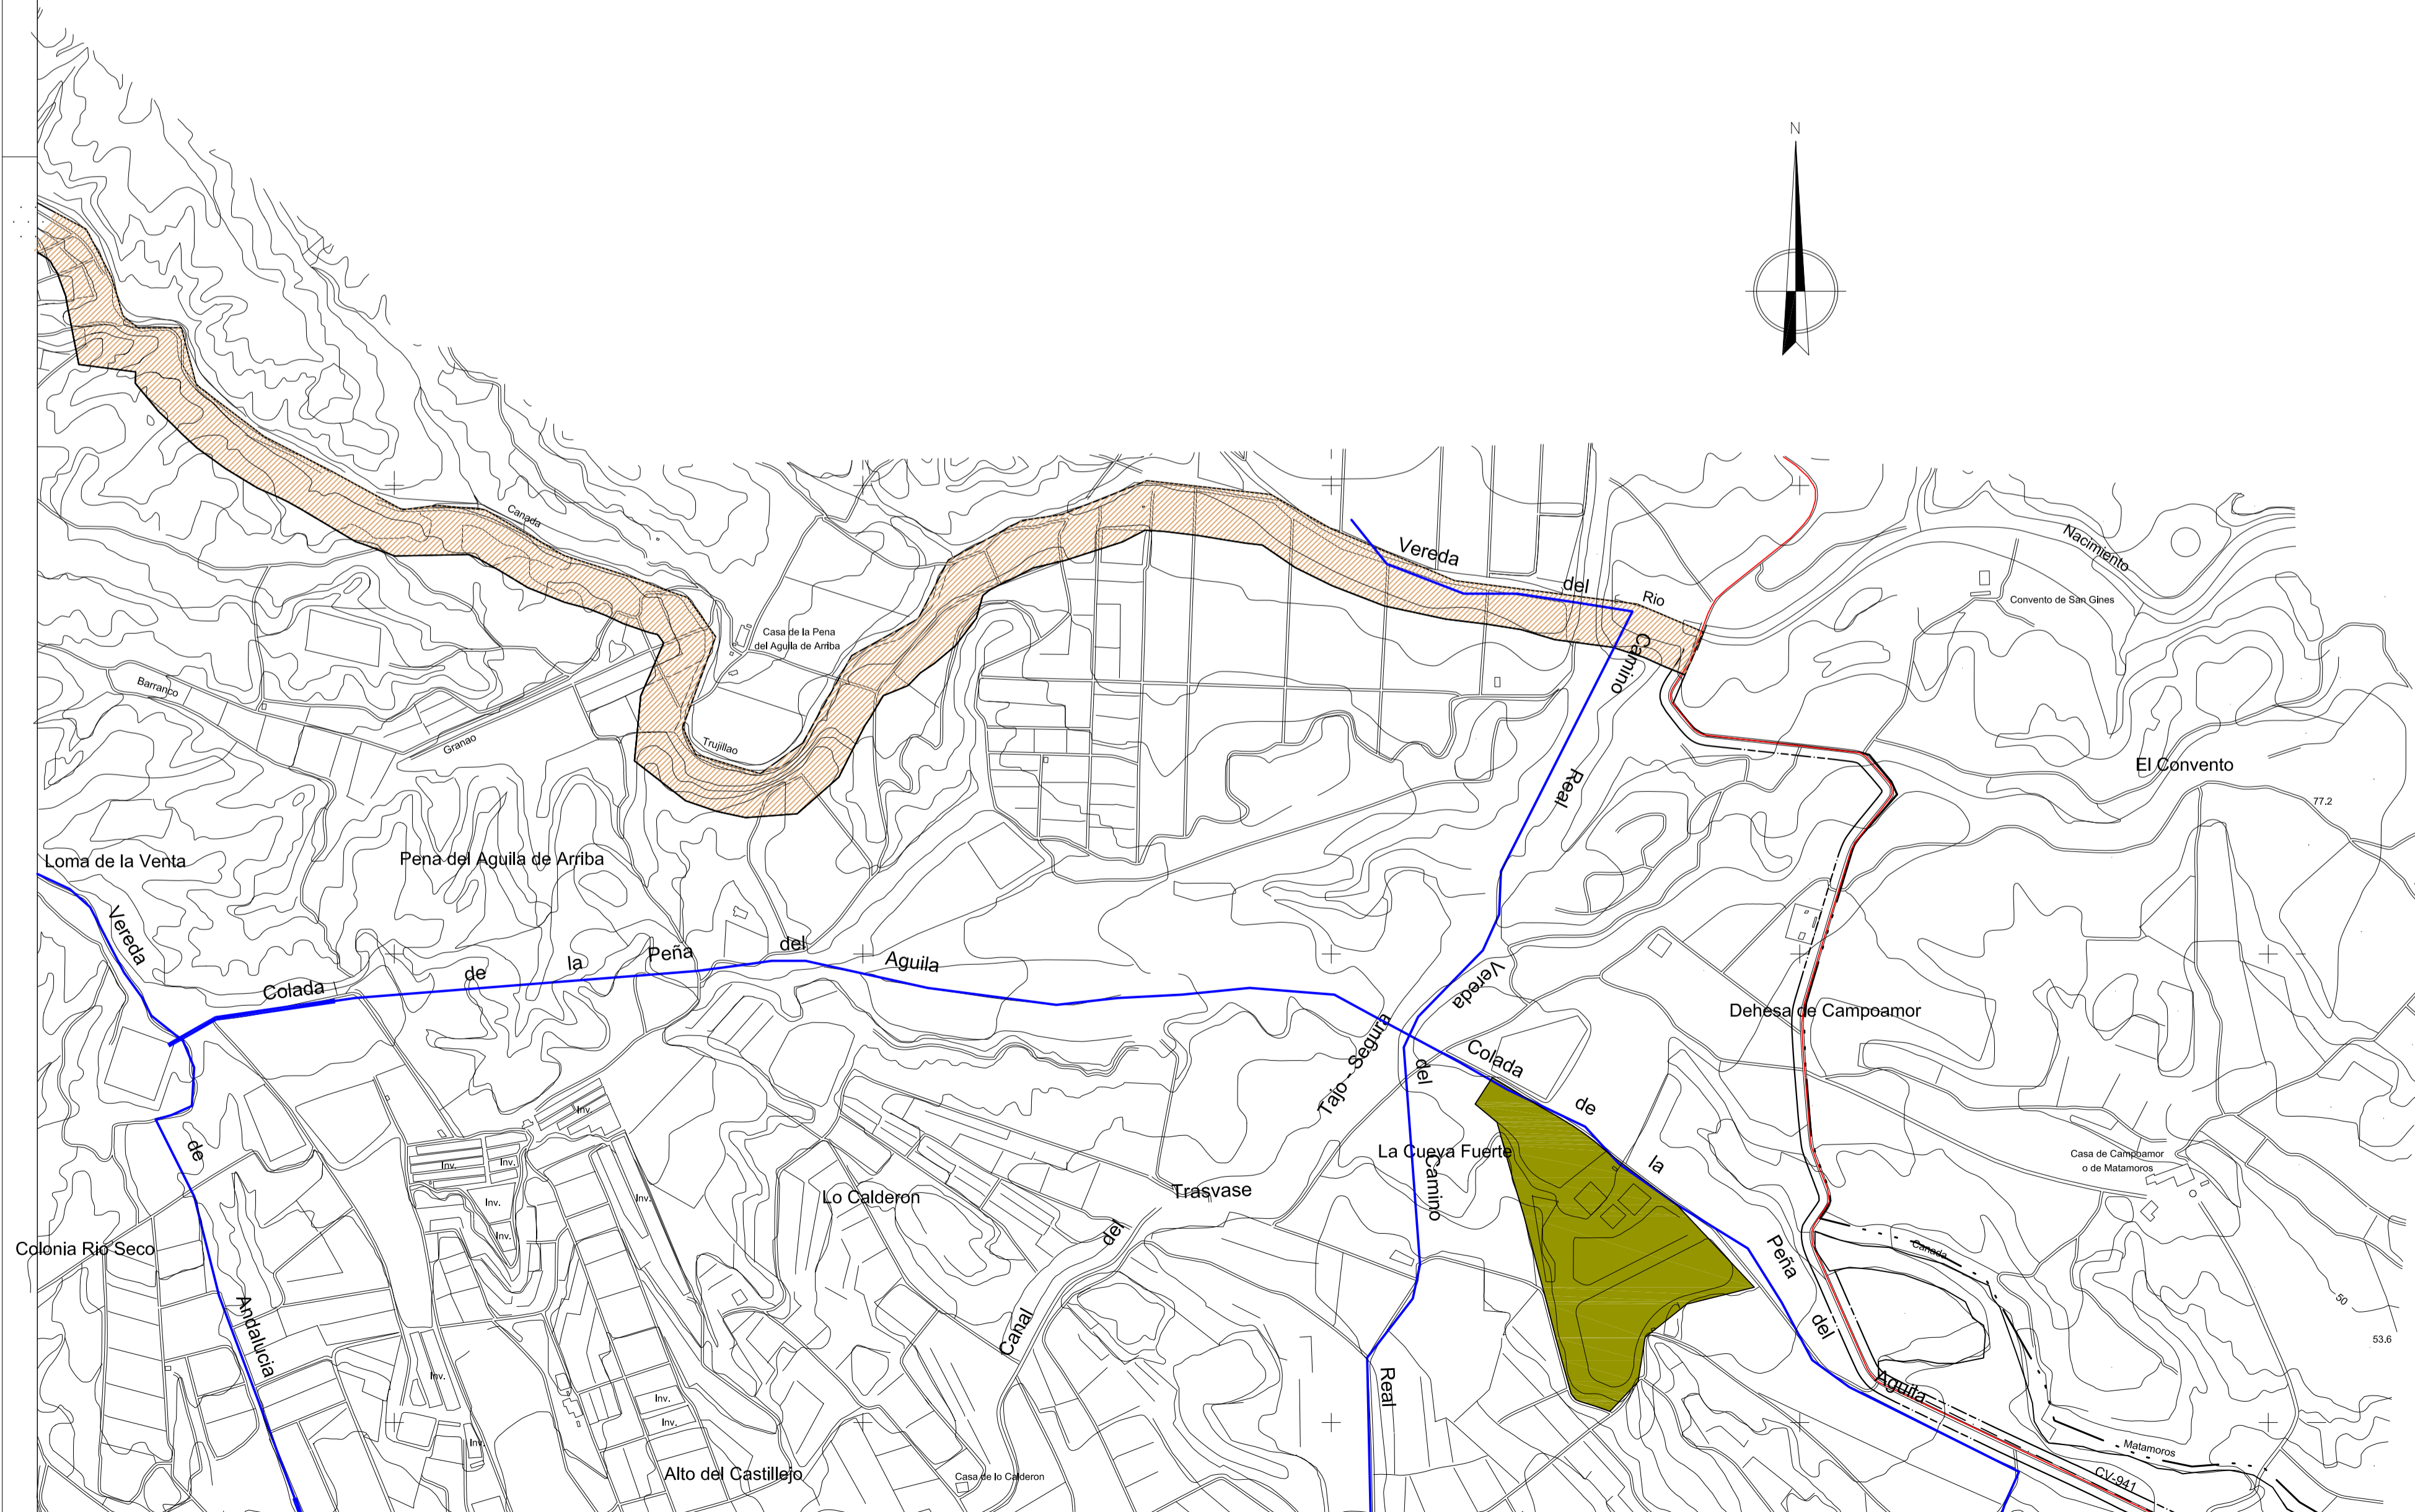 N
Canada
Vereda
del
Rio
Nacimiento
Convento de San Gines
Casa de la Pena
del Aguila de Arriba
Camino
Barranco
Granao
Trujillao
El Convento
Real
77.2
Loma de la Venta
Pena del Aguila de Arriba
Vereda
Colada
de
la
Peña
del
Aguila
Vereda
Dehesa de Campoamor
Tajo - Segura
Colada
del
de
Inv.
La Cueva Fuerte
la
Casa de Campoamor
o de Matamoros
de
Inv.
Inv.
Inv.
Inv.
Inv.
Lo Calderon
Trasvase
Camino
del
Colonia Rio Seco
Peña
Canada
Andalucia
Canal
del
50
53.6
Real
Aguila
Inv.
Inv.
Inv.
Inv.
Alto del Castillejo
Casa de lo Calderon
Matamoros
CV-941